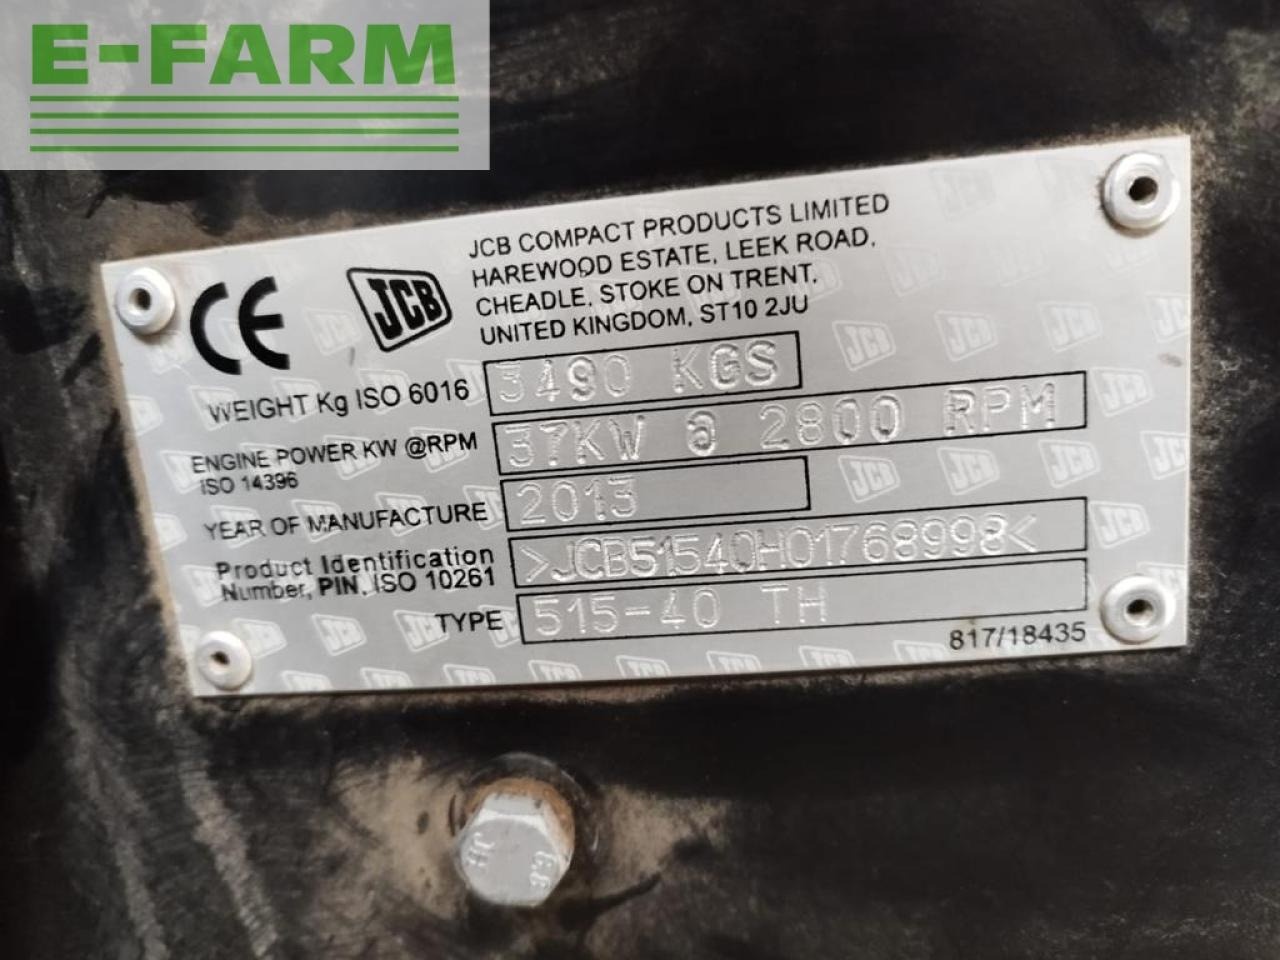 E-FARM
JCB COMPACT PRODUCTS LIMITED
HAREWOOD ESTATE, LEEK ROAD,
CHEADLE, STOKE ON TRENT,
UNITED KINGDOM, ST10 2JU
CE JCB
WEIGHT Kg ISO 6016 3490 KGS
ENGINE POWER KW @RPM 37KW @ 2800 RPM
ISO 14396
YEAR OF MANUFACTURE 2013
Product Identification >JCB51540H01768998<
Number, PIN, ISO 10261
TYPE 515-40 TH
817/18435
8.8